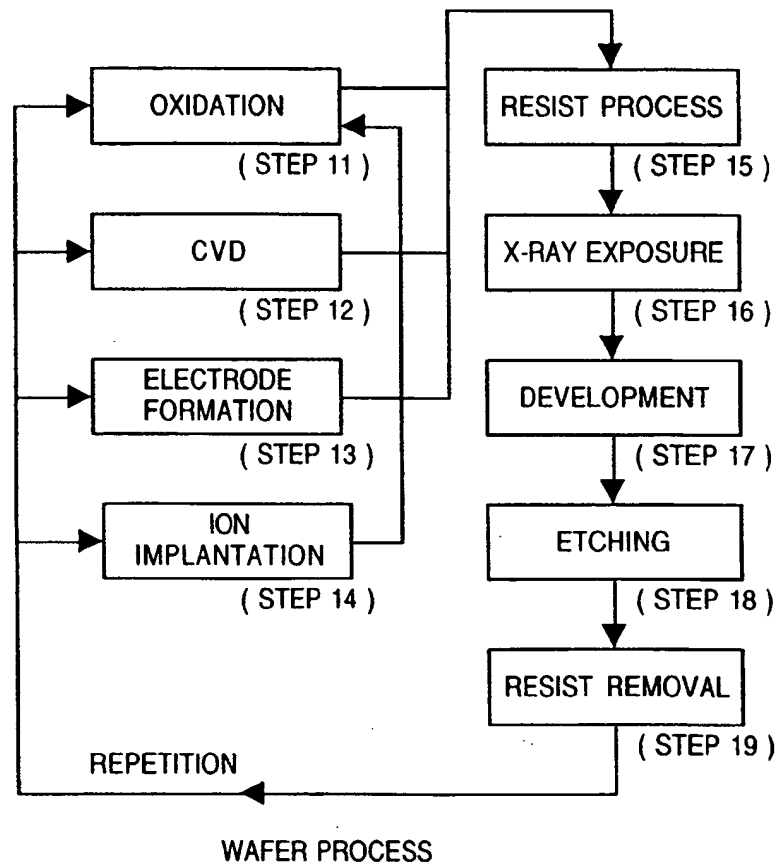 OXIDATION
( STEP 11 )
CVD
( STEP 12 )
ELECTRODE
FORMATION
( STEP 13 )
ION
IMPLANTATION
( STEP 14 )
RESIST PROCESS
( STEP 15 )
X-RAY EXPOSURE
( STEP 16 )
DEVELOPMENT
( STEP 17 )
ETCHING
( STEP 18 )
RESIST REMOVAL
( STEP 19 )
REPETITION
WAFER PROCESS